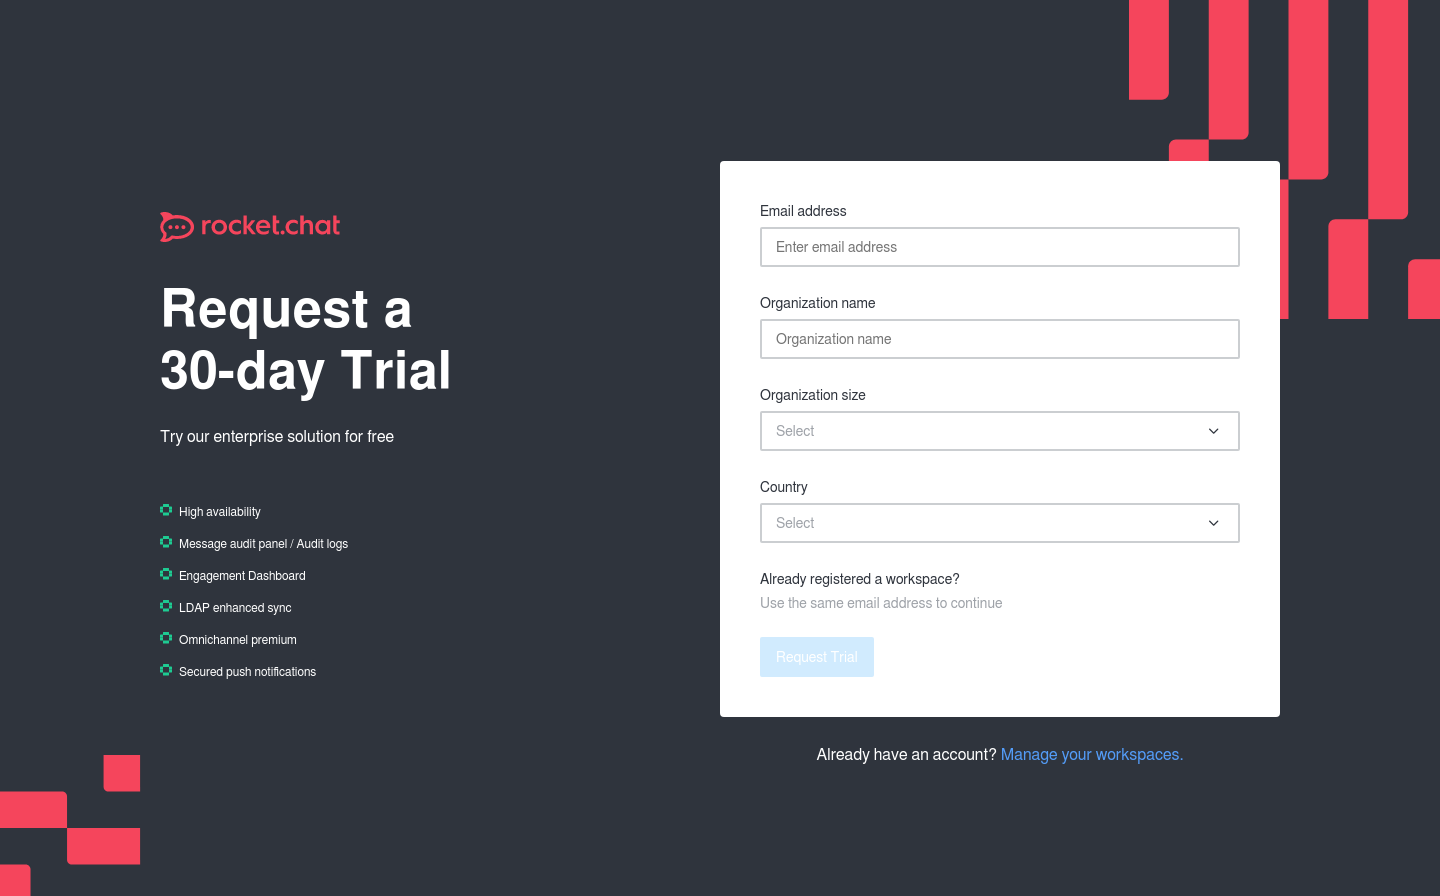 rocket.chat
Request a
30-day Trial
Try our enterprise solution for free
High availability
Message audit panel / Audit logs
Engagement Dashboard
LDAP enhanced sync
Omnichannel premium
Secured push notifications
Email address
Enter email address
Organization name
Organization name
Organization size
Select
Country
Select
Already registered a workspace?
Use the same email address to continue
Request Trial
Already have an account? Manage your workspaces.